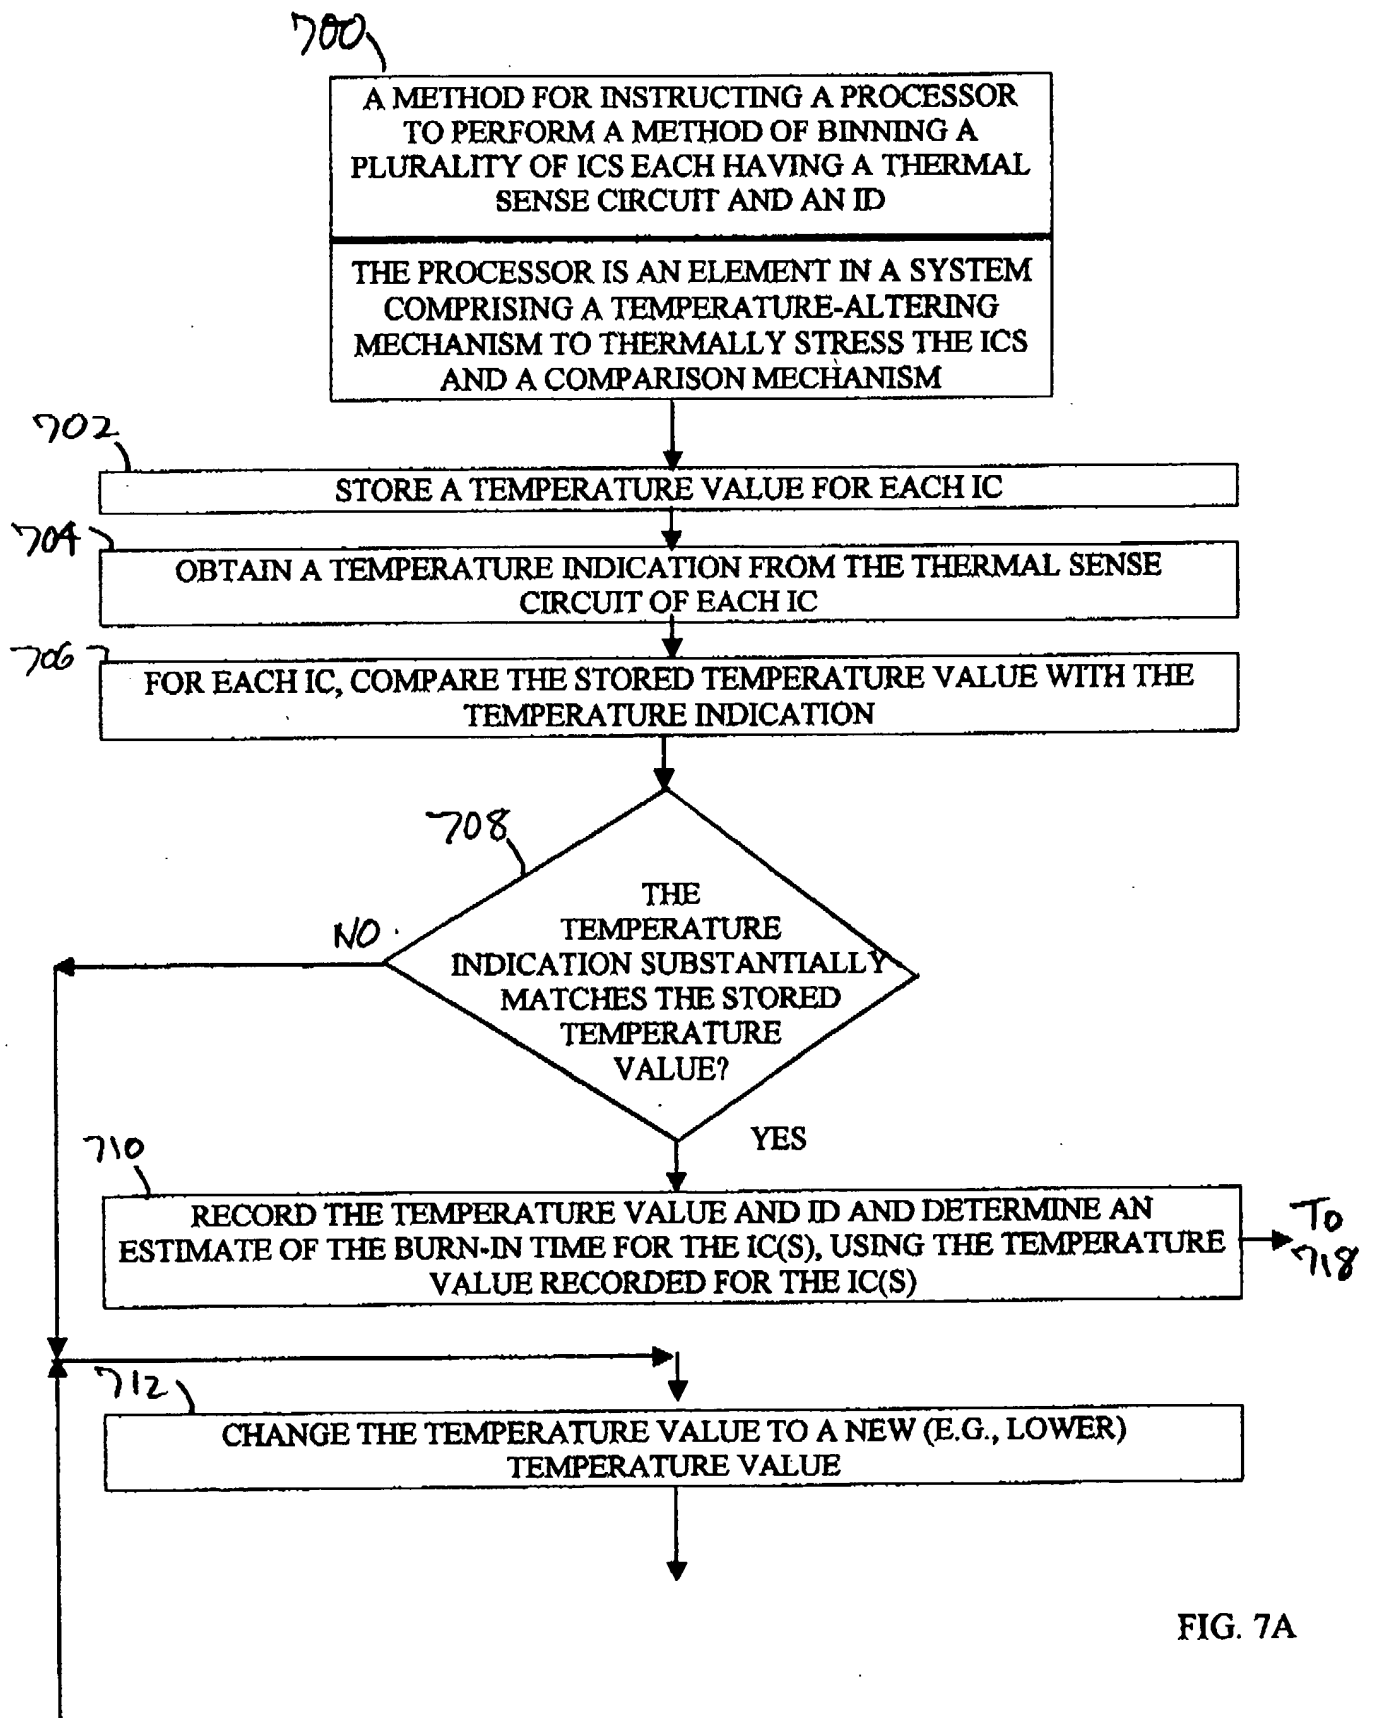 700
A METHOD FOR INSTRUCTING A PROCESSOR
TO PERFORM A METHOD OF BINNING A
PLURALITY OF ICS EACH HAVING A THERMAL
SENSE CIRCUIT AND AN ID
THE PROCESSOR IS AN ELEMENT IN A SYSTEM
COMPRISING A TEMPERATURE-ALTERING
MECHANISM TO THERMALLY STRESS THE ICS
AND A COMPARISON MECHANISM
702
STORE A TEMPERATURE VALUE FOR EACH IC
704
OBTAIN A TEMPERATURE INDICATION FROM THE THERMAL SENSE
CIRCUIT OF EACH IC
706
FOR EACH IC, COMPARE THE STORED TEMPERATURE VALUE WITH THE
TEMPERATURE INDICATION
708
THE
TEMPERATURE
INDICATION SUBSTANTIALLY
MATCHES THE STORED
TEMPERATURE
VALUE?
NO
YES
710
RECORD THE TEMPERATURE VALUE AND ID AND DETERMINE AN
ESTIMATE OF THE BURN-IN TIME FOR THE IC(S), USING THE TEMPERATURE
VALUE RECORDED FOR THE IC(S)
TO
718
712
CHANGE THE TEMPERATURE VALUE TO A NEW (E.G., LOWER)
TEMPERATURE VALUE
FIG. 7A